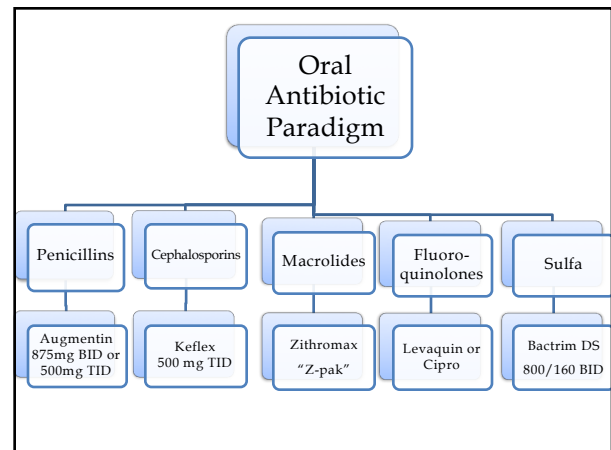 Oral
Antibiotic
Paradigm
Penicillins
Cephalosporins
Macrolides
Fluoro-
quinolones
Sulfa
Augmentin
875mg BID or
500mg TID
Keflex
500 mg TID
Zithromax
“Z-pak”
Levaquin or
Cipro
Bactrim DS
800/160 BID